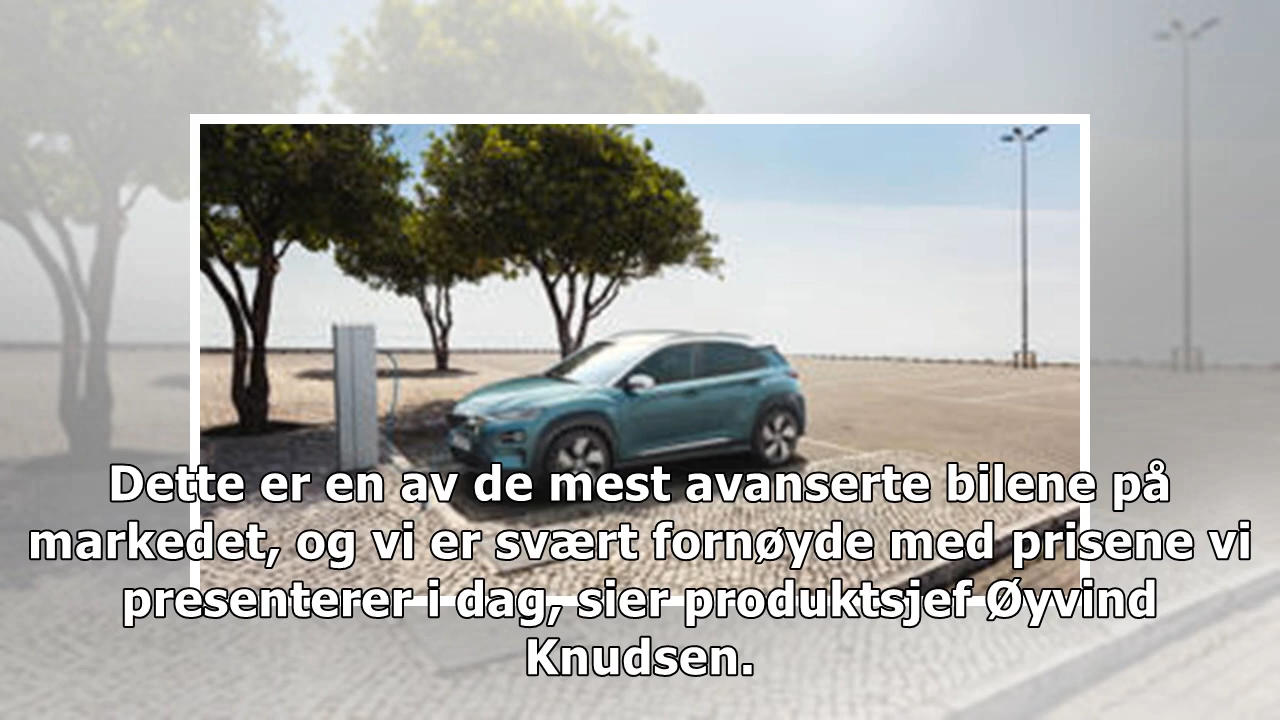 Dette er en av de mest avanserte bilene på
markedet, og vi er svært fornøyde med prisene vi
presenterer i dag, sier produktsjef Øyvind
Knudsen.